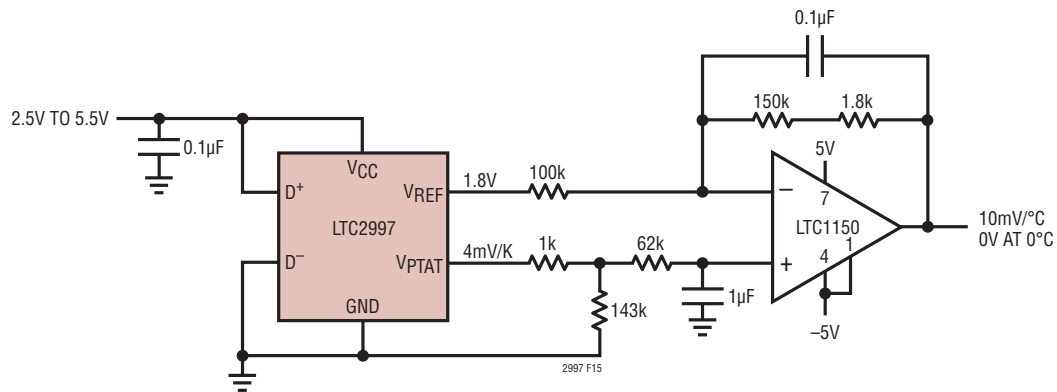 0.1µF
150k
1.8k
2.5V TO 5.5V
0.1µF
VCC
D+
VREF
1.8V
100k
5V
7
LTC2997
LTC1150
–
+
4
1
10mV/°C
0V AT 0°C
D–
VPTAT
4mV/K
1k
62k
GND
143k
1µF
–5V
2997 F15